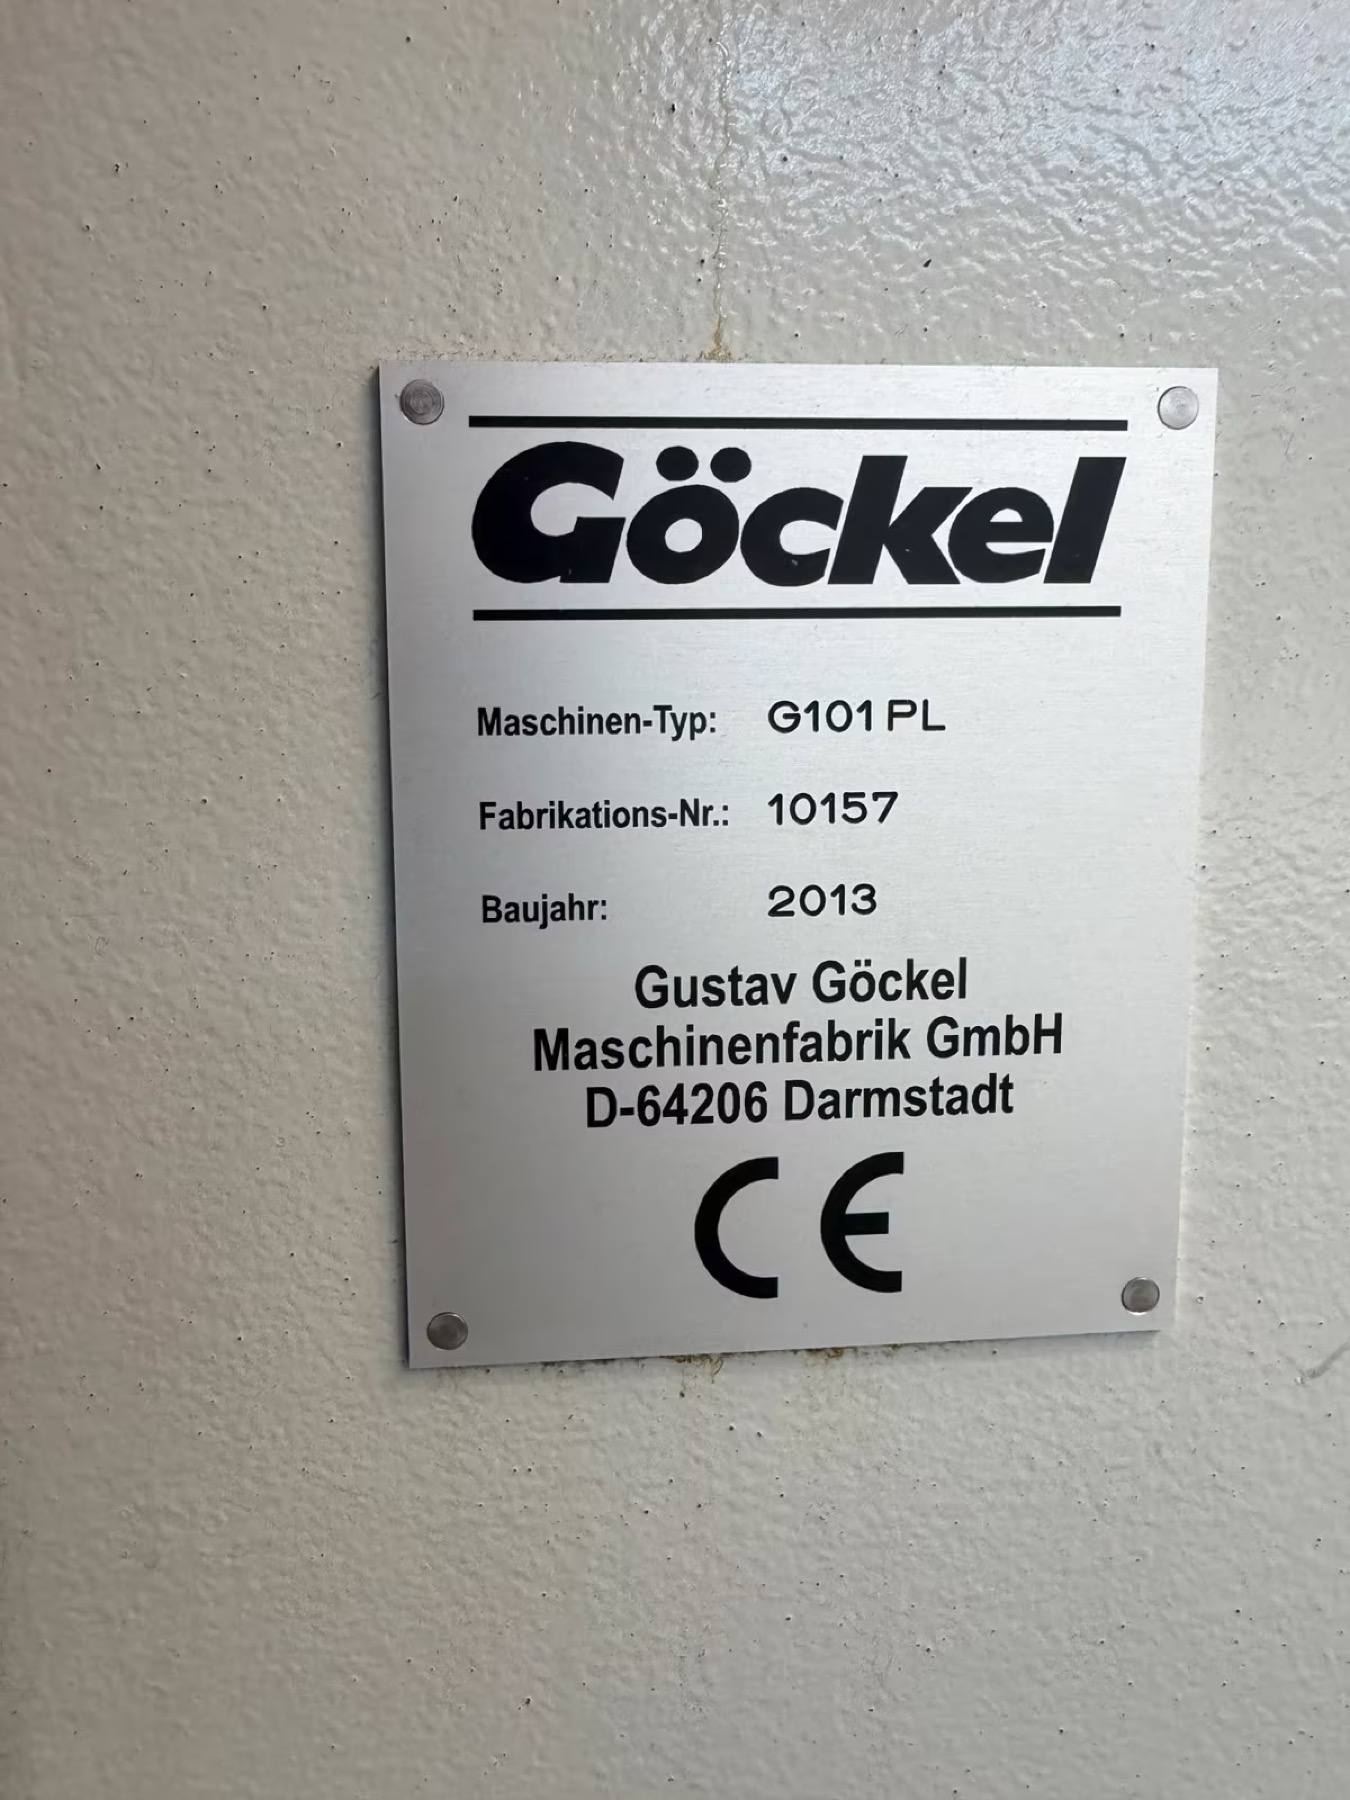 Göckel
Maschinen-Typ: G101 PL
Fabrikations-Nr.: 10157
Baujahr: 2013
Gustav Göckel
Maschinenfabrik GmbH
D-64206 Darmstadt
CE